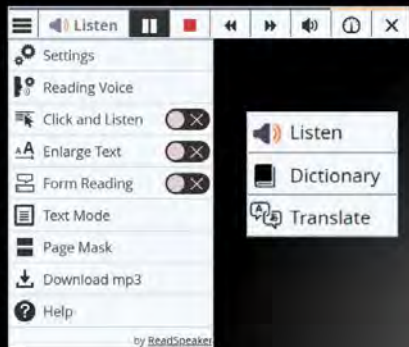 Listen
Settings
Reading Voice
Click and Listen
Enlarge Text
Form Reading
Text Mode
Page Mask
Download mp3
Help
by ReadSpeaker
Listen
Dictionary
Translate